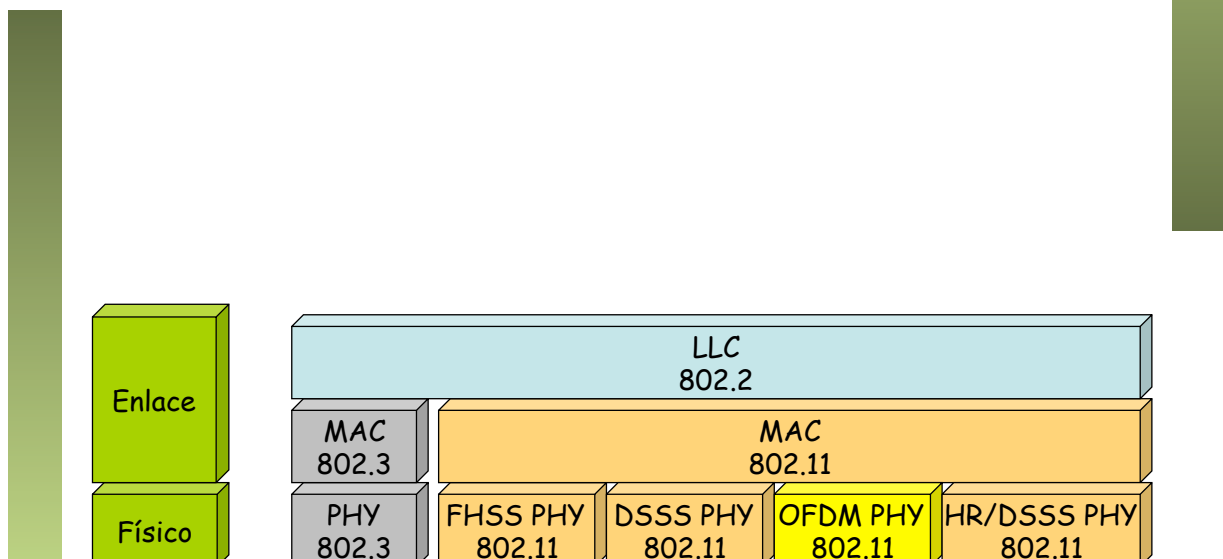 Enlace
LLC
802.2
MAC
802.3
MAC
802.11
Físico
PHY
802.3
FHSS PHY
802.11
DSSS PHY
802.11
OFDM PHY
802.11
HR/DSSS PHY
802.11